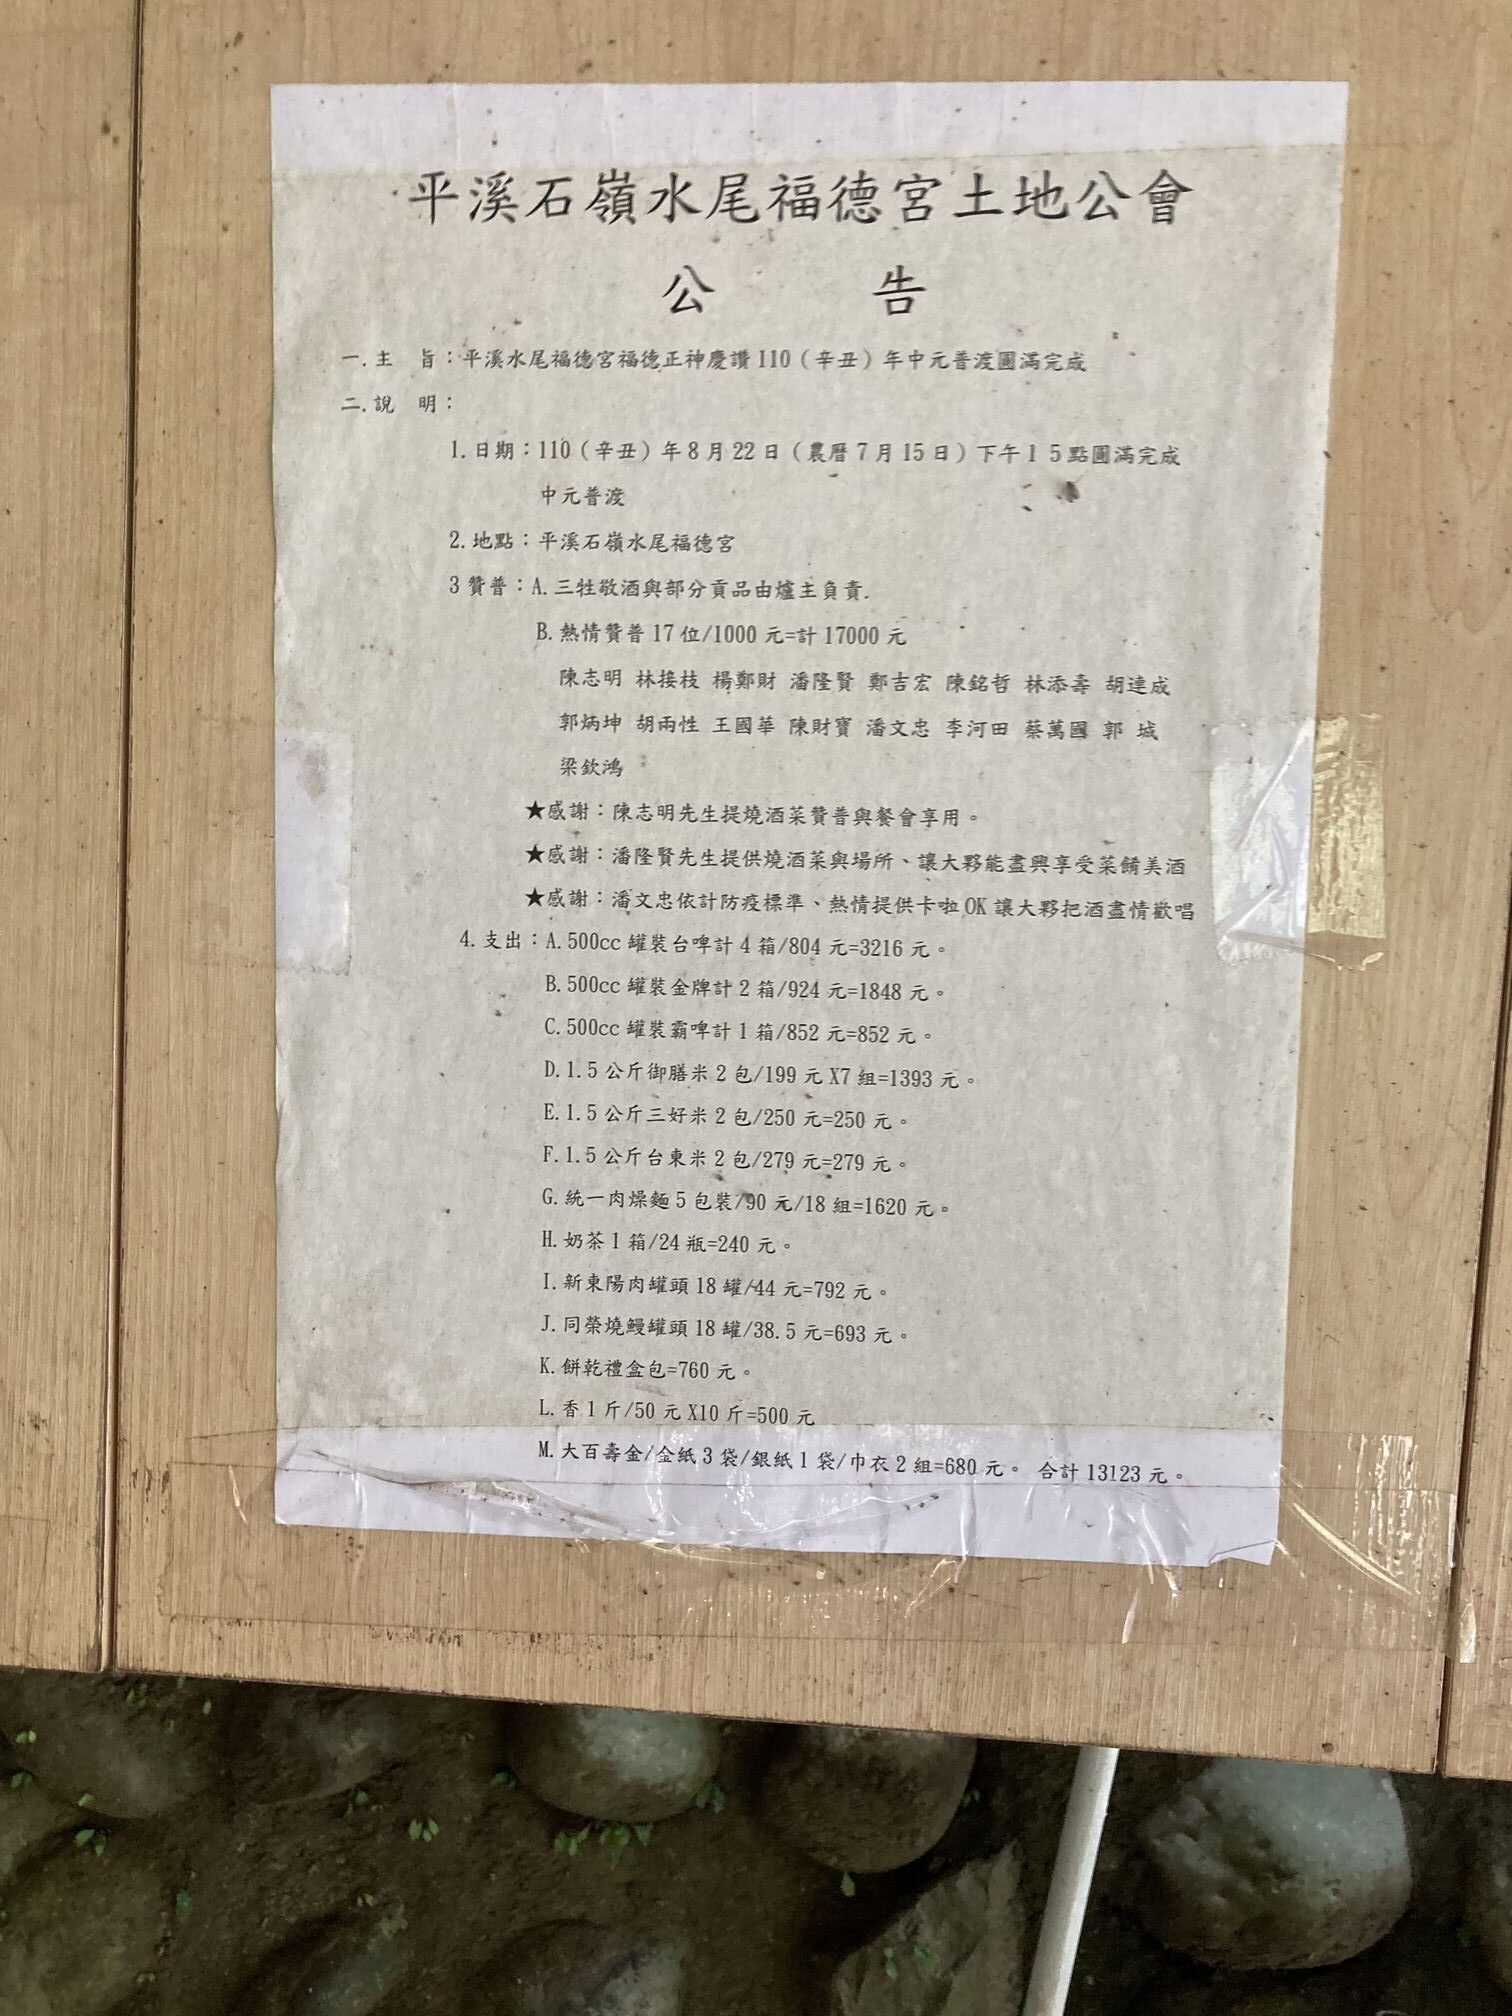 平溪石嶺水尾福德宮土地公會
公　　告
一.主　旨：平溪水尾福德宮福德正神慶讚110（辛丑）年中元普渡圓滿完成
二.說　明：
1.日期：110（辛丑）年8月22日（農曆7月15日）下午15點圓滿完成
中元普渡
2.地點：平溪石嶺水尾福德宮
3贊普：A.三牲敬酒與部分貢品由爐主負責.
B.熱情贊普17位/1000元=計17000元
陳志明 林接枝 楊鄭財 潘隆賢 鄭吉宏 陳銘哲 林添壽 胡連成
郭炳坤 胡兩性 王國華 陳財寶 潘文忠 李河田 蔡萬國 郭 城
梁欽鴻
★感謝：陳志明先生提燒酒菜贊普與餐會享用。
★感謝：潘隆賢先生提供燒酒菜與場所、讓大夥能盡興享受菜餚美酒
★感謝：潘文忠依計防疫標準、熱情提供卡啦OK讓大夥把酒盡情歡唱
4.支出：A.500cc罐裝台啤計4箱/804元=3216元。
B.500cc罐裝金牌計2箱/924元=1848元。
C.500cc罐裝霸啤計1箱/852元=852元。
D.1.5公斤御膳米2包/199元X7組=1393元。
E.1.5公斤三好米2包/250元=250元。
F.1.5公斤台東米2包/279元=279元。
G.統一肉燥麵5包裝/90元/18組=1620元。
H.奶茶1箱/24瓶=240元。
I.新東陽肉罐頭18罐/44元=792元。
J.同榮燒鰻罐頭18罐/38.5元=693元。
K.餅乾禮盒包=760元。
L.香1斤/50元X10斤=500元
M.大百壽金/金紙3袋/銀紙1袋/巾衣2組=680元。 合計13123元。